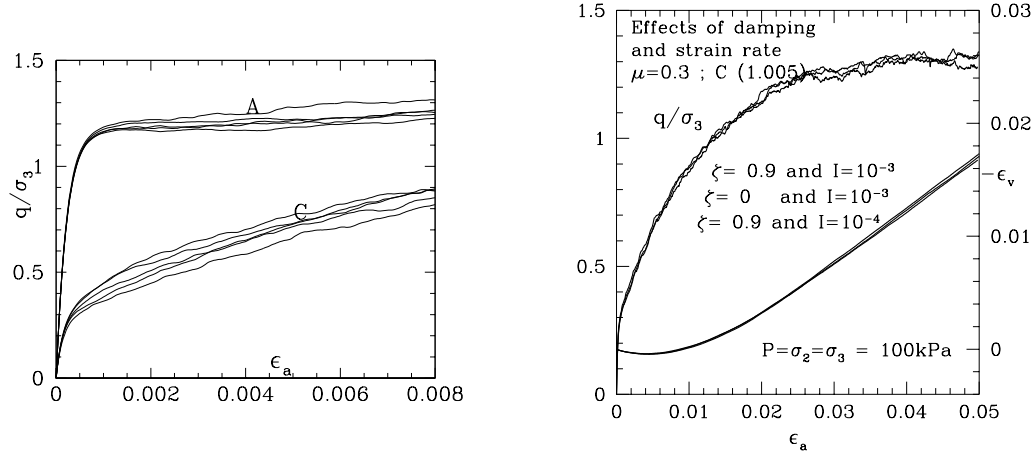 1.5
1
0.5
0
q/σ₃
A
C
0
0.002
0.004
0.006
0.008
ϵₐ
Effects of damping
and strain rate
μ=0.3 ; C (1.005)
q/σ₃
ζ= 0.9 and I=10⁻³
ζ= 0 and I=10⁻³
ζ= 0.9 and I=10⁻⁴
P=σ₂=σ₃ = 100kPa
1.5
1
0.5
0
0.03
0.02
−ϵᵥ
0.01
0
0
0.01
0.02
0.03
0.04
0.05
ϵₐ